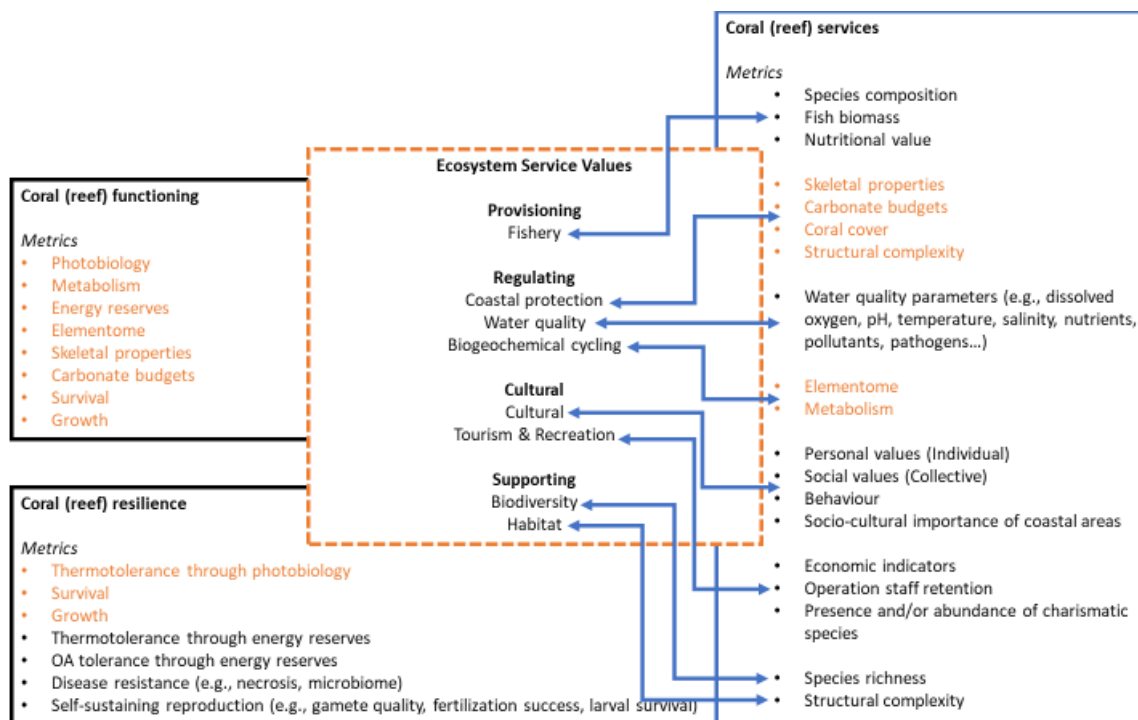 Coral (reef) functioning
Metrics
• Photobiology
• Metabolism
• Energy reserves
• Elementome
• Skeletal properties
• Carbonate budgets
• Survival
• Growth
Coral (reef) resilience
Metrics
• Thermotolerance through photobiology
• Survival
• Growth
• Thermotolerance through energy reserves
• OA tolerance through energy reserves
• Disease resistance (e.g., necrosis, microbiome)
• Self-sustaining reproduction (e.g., gamete quality, fertilization success, larval survival)
Ecosystem Service Values
Provisioning
Fishery
Regulating
Coastal protection
Water quality
Biogeochemical cycling
Cultural
Cultural
Tourism & Recreation
Supporting
Biodiversity
Habitat
Coral (reef) services
Metrics
• Species composition
• Fish biomass
• Nutritional value
• Skeletal properties
• Carbonate budgets
• Coral cover
• Structural complexity
• Water quality parameters (e.g., dissolved
oxygen, pH, temperature, salinity, nutrients,
pollutants, pathogens…)
• Elementome
• Metabolism
• Personal values (Individual)
• Social values (Collective)
• Behaviour
• Socio-cultural importance of coastal areas
• Economic indicators
• Operation staff retention
• Presence and/or abundance of charismatic
species
• Species richness
• Structural complexity